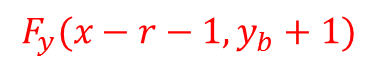 F_y(x − r − 1, y_b + 1)